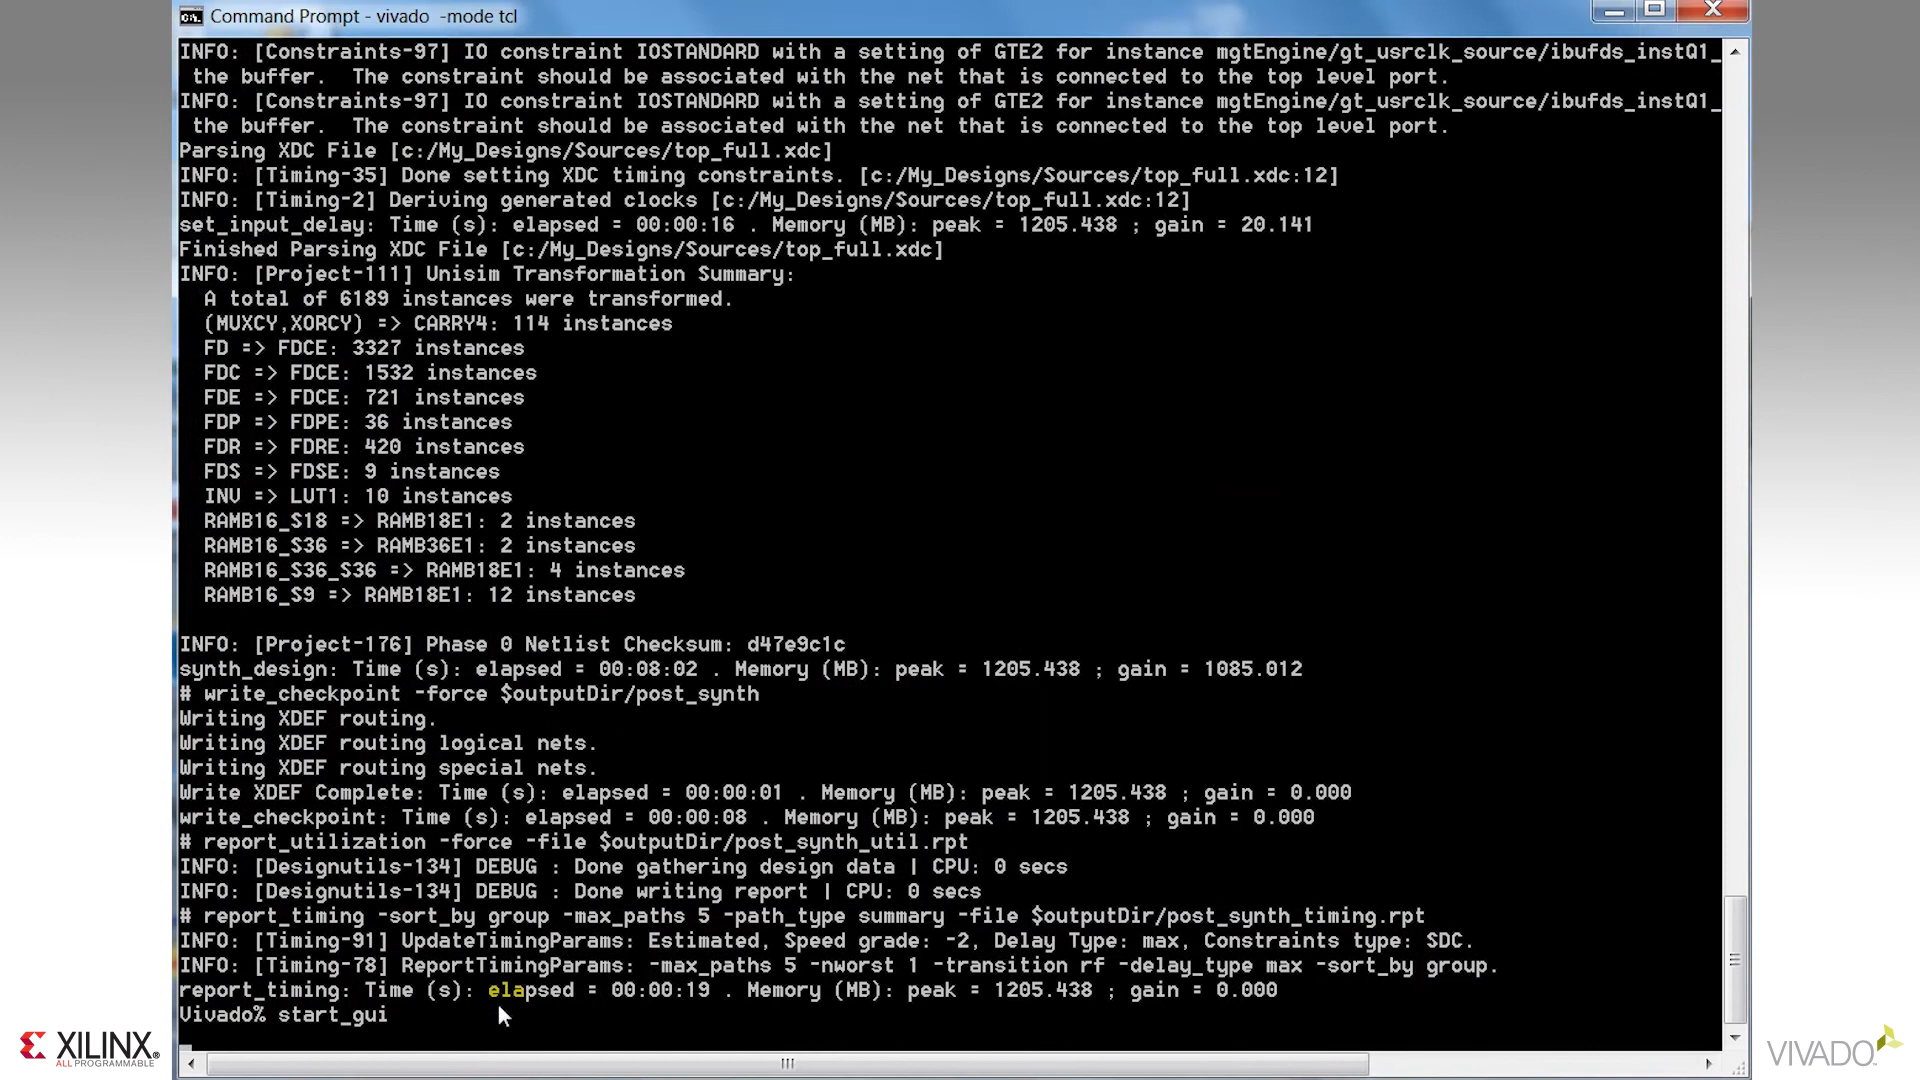 Command Prompt - vivado  -mode tcl
INFO: [Constraints-97] IO constraint IOSTANDARD with a setting of GTE2 for instance mgtEngine/gt_usrclk_source/ibufds_instQ1_
 the buffer.  The constraint should be associated with the net that is connected to the top level port.
INFO: [Constraints-97] IO constraint IOSTANDARD with a setting of GTE2 for instance mgtEngine/gt_usrclk_source/ibufds_instQ1_
 the buffer.  The constraint should be associated with the net that is connected to the top level port.
Parsing XDC File [c:/My_Designs/Sources/top_full.xdc]
INFO: [Timing-35] Done setting XDC timing constraints. [c:/My_Designs/Sources/top_full.xdc:12]
INFO: [Timing-2] Deriving generated clocks [c:/My_Designs/Sources/top_full.xdc:12]
set_input_delay: Time (s): elapsed = 00:00:16 . Memory (MB): peak = 1205.438 ; gain = 20.141
Finished Parsing XDC File [c:/My_Designs/Sources/top_full.xdc]
INFO: [Project-111] Unisim Transformation Summary:
  A total of 6189 instances were transformed.
  (MUXCY,XORCY) => CARRY4: 114 instances
  FD => FDCE: 3327 instances
  FDC => FDCE: 1532 instances
  FDE => FDCE: 721 instances
  FDP => FDPE: 36 instances
  FDR => FDRE: 420 instances
  FDS => FDSE: 9 instances
  INV => LUT1: 10 instances
  RAMB16_S18 => RAMB18E1: 2 instances
  RAMB16_S36 => RAMB36E1: 2 instances
  RAMB16_S36_S36 => RAMB18E1: 4 instances
  RAMB16_S9 => RAMB18E1: 12 instances
INFO: [Project-176] Phase 0 Netlist Checksum: d47e9c1c
synth_design: Time (s): elapsed = 00:08:02 . Memory (MB): peak = 1205.438 ; gain = 1085.012
# write_checkpoint -force $outputDir/post_synth
Writing XDEF routing.
Writing XDEF routing logical nets.
Writing XDEF routing special nets.
Write XDEF Complete: Time (s): elapsed = 00:00:01 . Memory (MB): peak = 1205.438 ; gain = 0.000
write_checkpoint: Time (s): elapsed = 00:00:08 . Memory (MB): peak = 1205.438 ; gain = 0.000
# report_utilization -force -file $outputDir/post_synth_util.rpt
INFO: [Designutils-134] DEBUG : Done gathering design data | CPU: 0 secs
INFO: [Designutils-134] DEBUG : Done writing report | CPU: 0 secs
# report_timing -sort_by group -max_paths 5 -path_type summary -file $outputDir/post_synth_timing.rpt
INFO: [Timing-91] UpdateTimingParams: Estimated, Speed grade: -2, Delay Type: max, Constraints type: SDC.
INFO: [Timing-78] ReportTimingParams: -max_paths 5 -nworst 1 -transition rf -delay_type max -sort_by group.
report_timing: Time (s): elapsed = 00:00:19 . Memory (MB): peak = 1205.438 ; gain = 0.000
Vivado% start_gui
XILINX
ALL PROGRAMMABLE
VIVADO